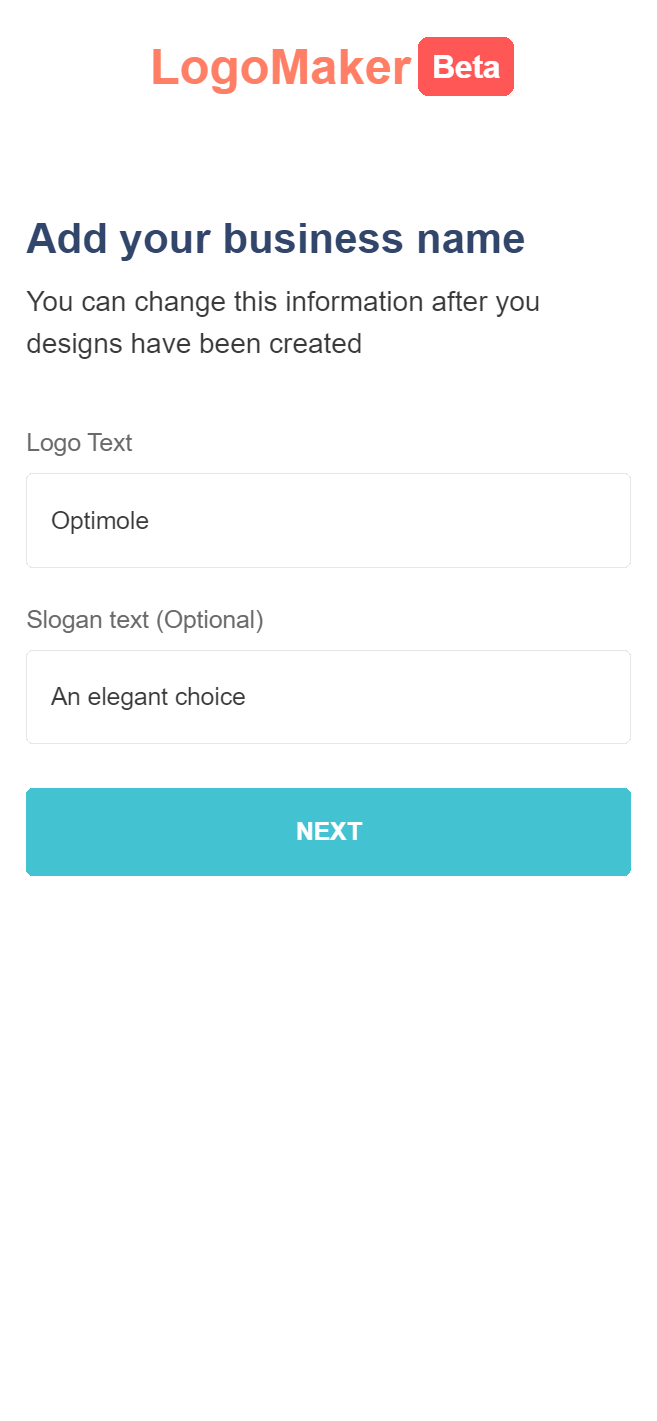 LogoMaker Beta
Add your business name
You can change this information after you
designs have been created
Logo Text
Optimole
Slogan text (Optional)
An elegant choice
NEXT